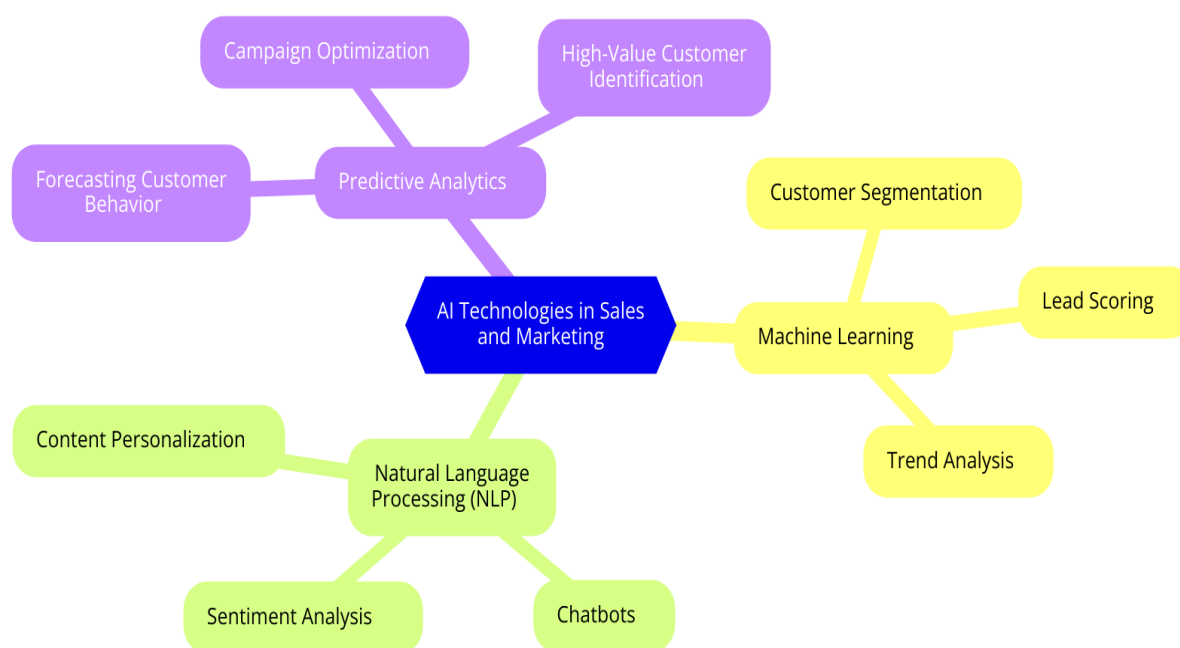 Campaign Optimization
High-Value Customer
Identification
Forecasting Customer
Behavior
Predictive Analytics
Customer Segmentation
AI Technologies in Sales
and Marketing
Lead Scoring
Machine Learning
Trend Analysis
Content Personalization
Natural Language
Processing (NLP)
Sentiment Analysis
Chatbots